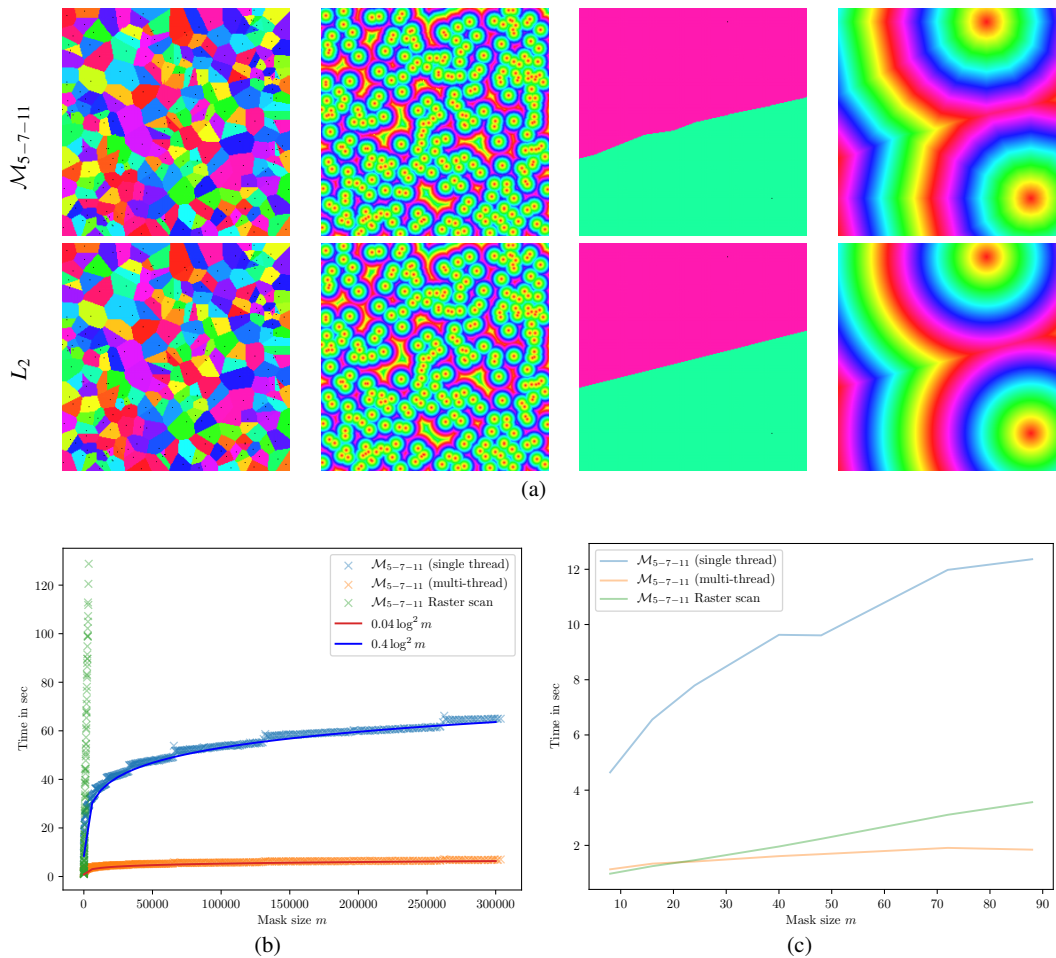 M5−7−11
L2
(a)
M5−7−11 (single thread)
M5−7−11 (multi-thread)
M5−7−11 Raster scan
0.04 log² m
0.4 log² m
Time in sec
120
100
80
60
40
20
0
0 50000 100000 150000 200000 250000 300000
Mask size m
(b)
M5−7−11 (single thread)
M5−7−11 (multi-thread)
M5−7−11 Raster scan
Time in sec
12
10
8
6
4
2
10 20 30 40 50 60 70 80 90
Mask size m
(c)